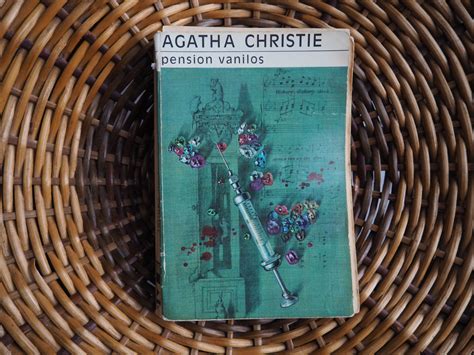 AGATHA CHRISTIE
pension vanilos